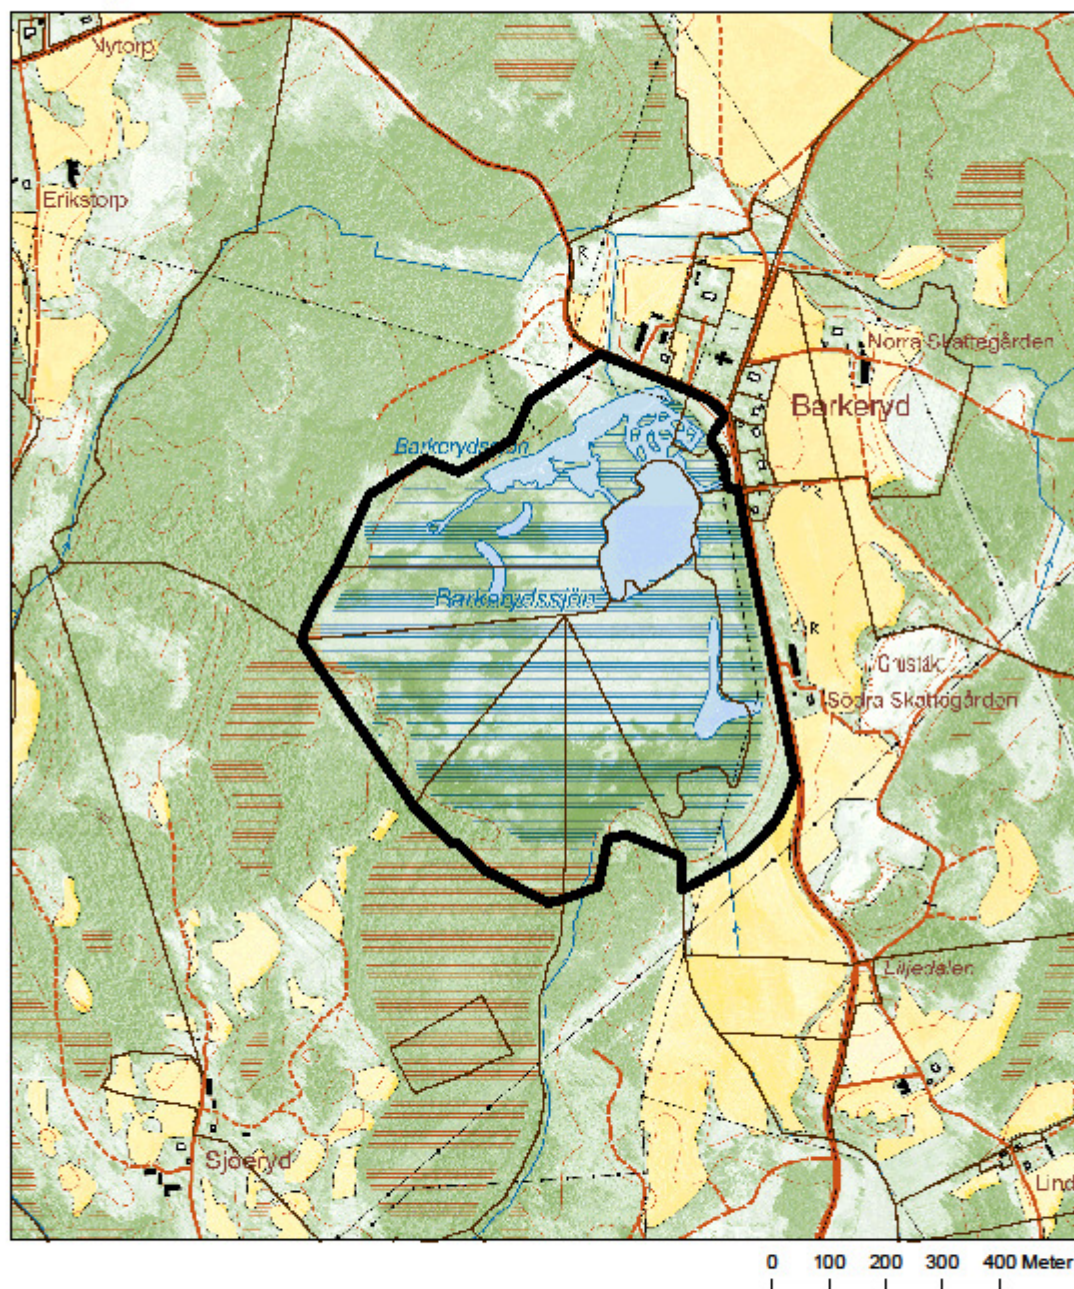 Nytorp
Erikstorp
R
Norra Skattegården
Barkeryd
Barkerydssjön
Barkerydssjön
R
Grustäkt
Södra Skattegården
Liljedalen
Sjöeryd
Lind
0 100 200 300 400 Meter